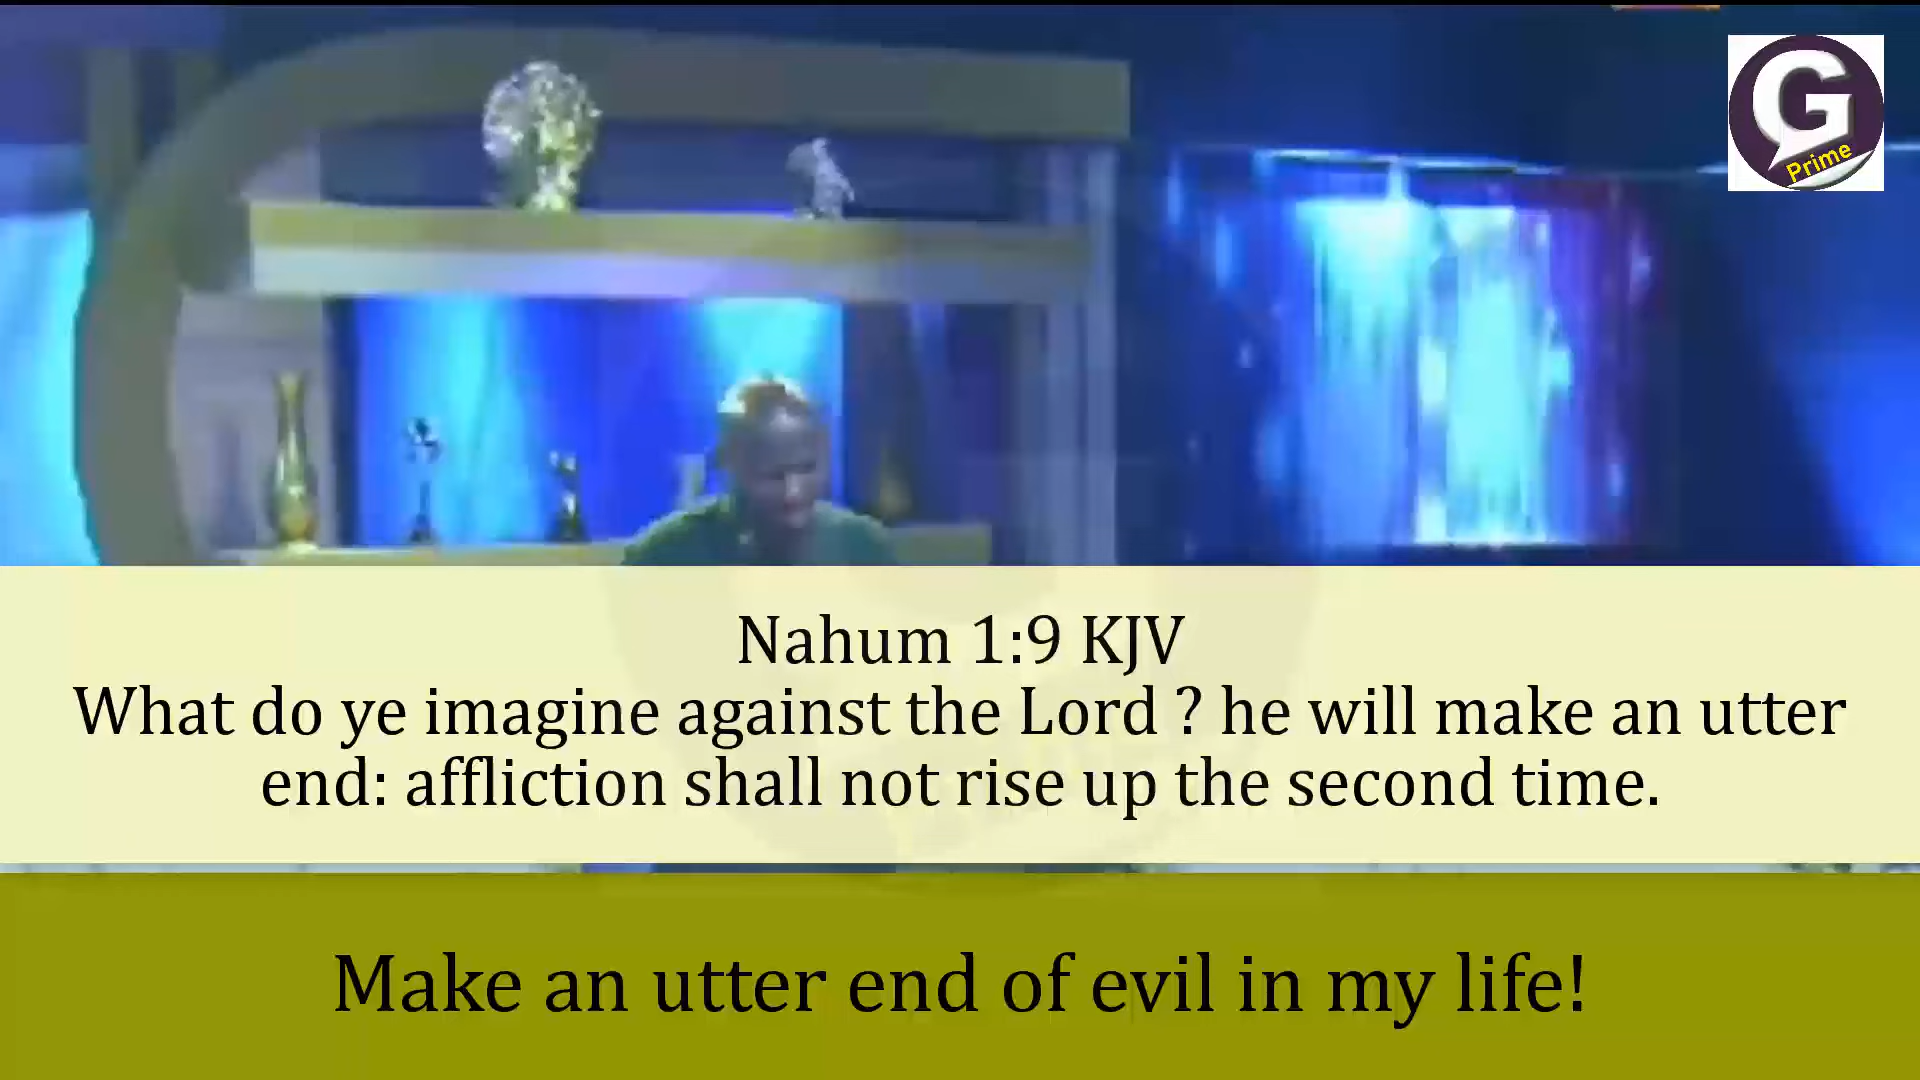 G
Prime
Nahum 1:9 KJV
What do ye imagine against the Lord ? he will make an utter
end: affliction shall not rise up the second time.
Make an utter end of evil in my life!